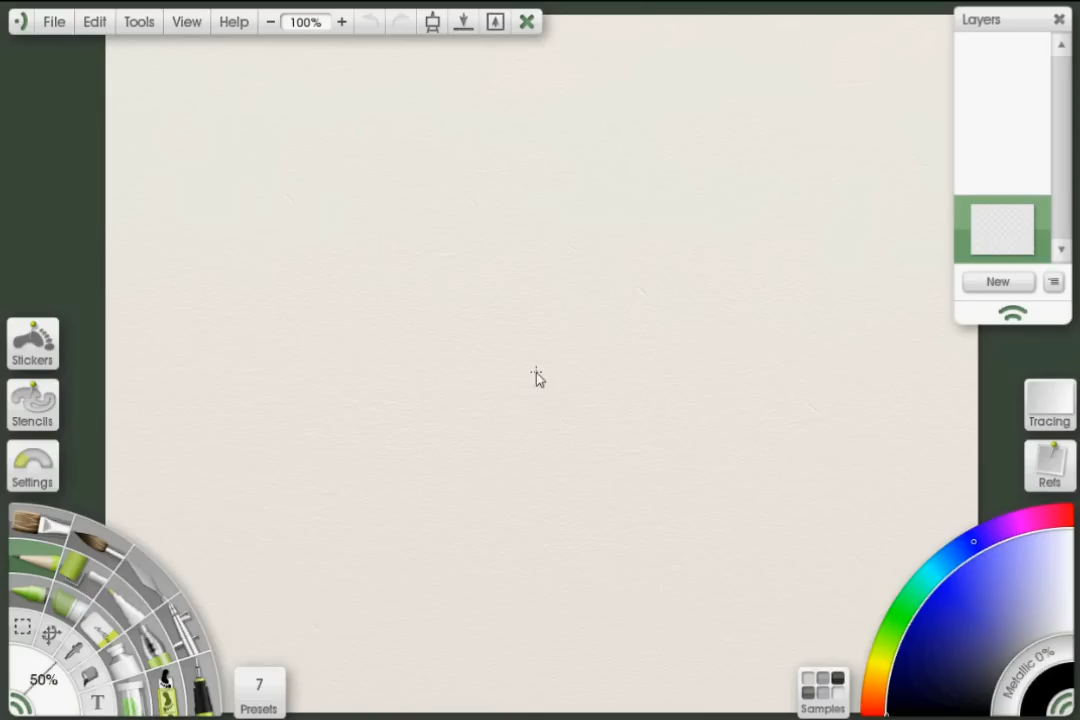 File Edit Tools View Help − 100% +
Layers
New
Stickers
Stencils
Settings
Tracing
Refs
50%
T
7
Presets
Samples
Metallic 0%